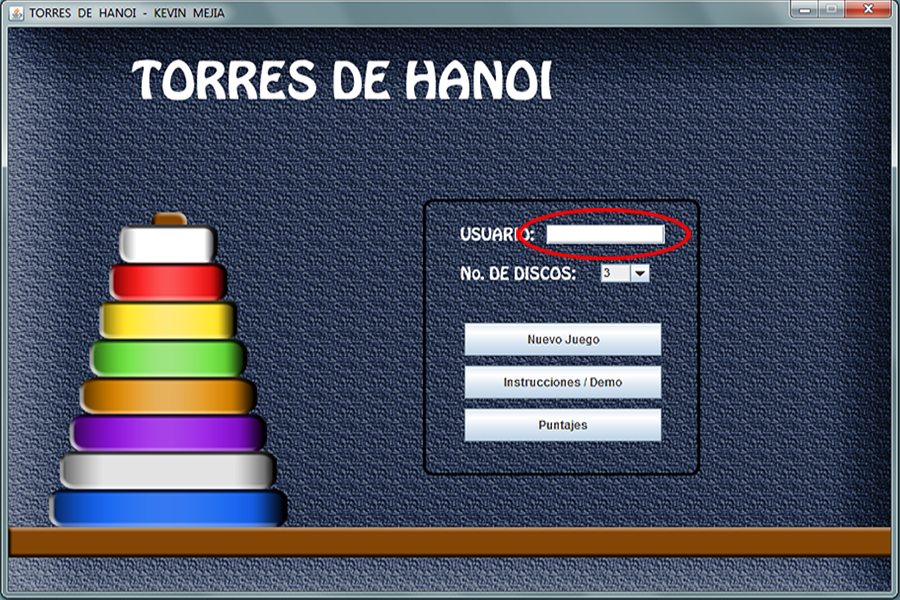 TORRES DE HANOI - KEVIN MEJIA
TORRES DE HANOI
USUARIO:
No. DE DISCOS: 3
Nuevo Juego
Instrucciones / Demo
Puntajes